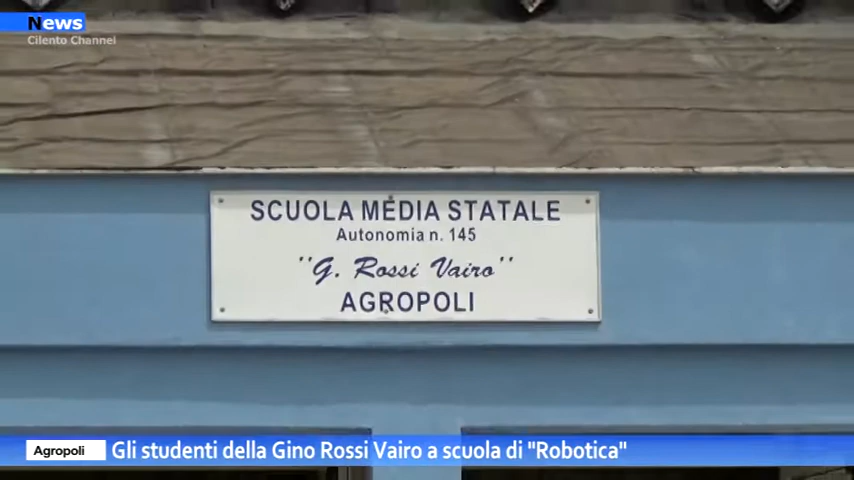 News
Cilento Channel
SCUOLA MEDIA STATALE
Autonomia n. 145
"G. Rossi Vairo"
AGROPOLI
Agropoli Gli studenti della Gino Rossi Vairo a scuola di "Robotica"